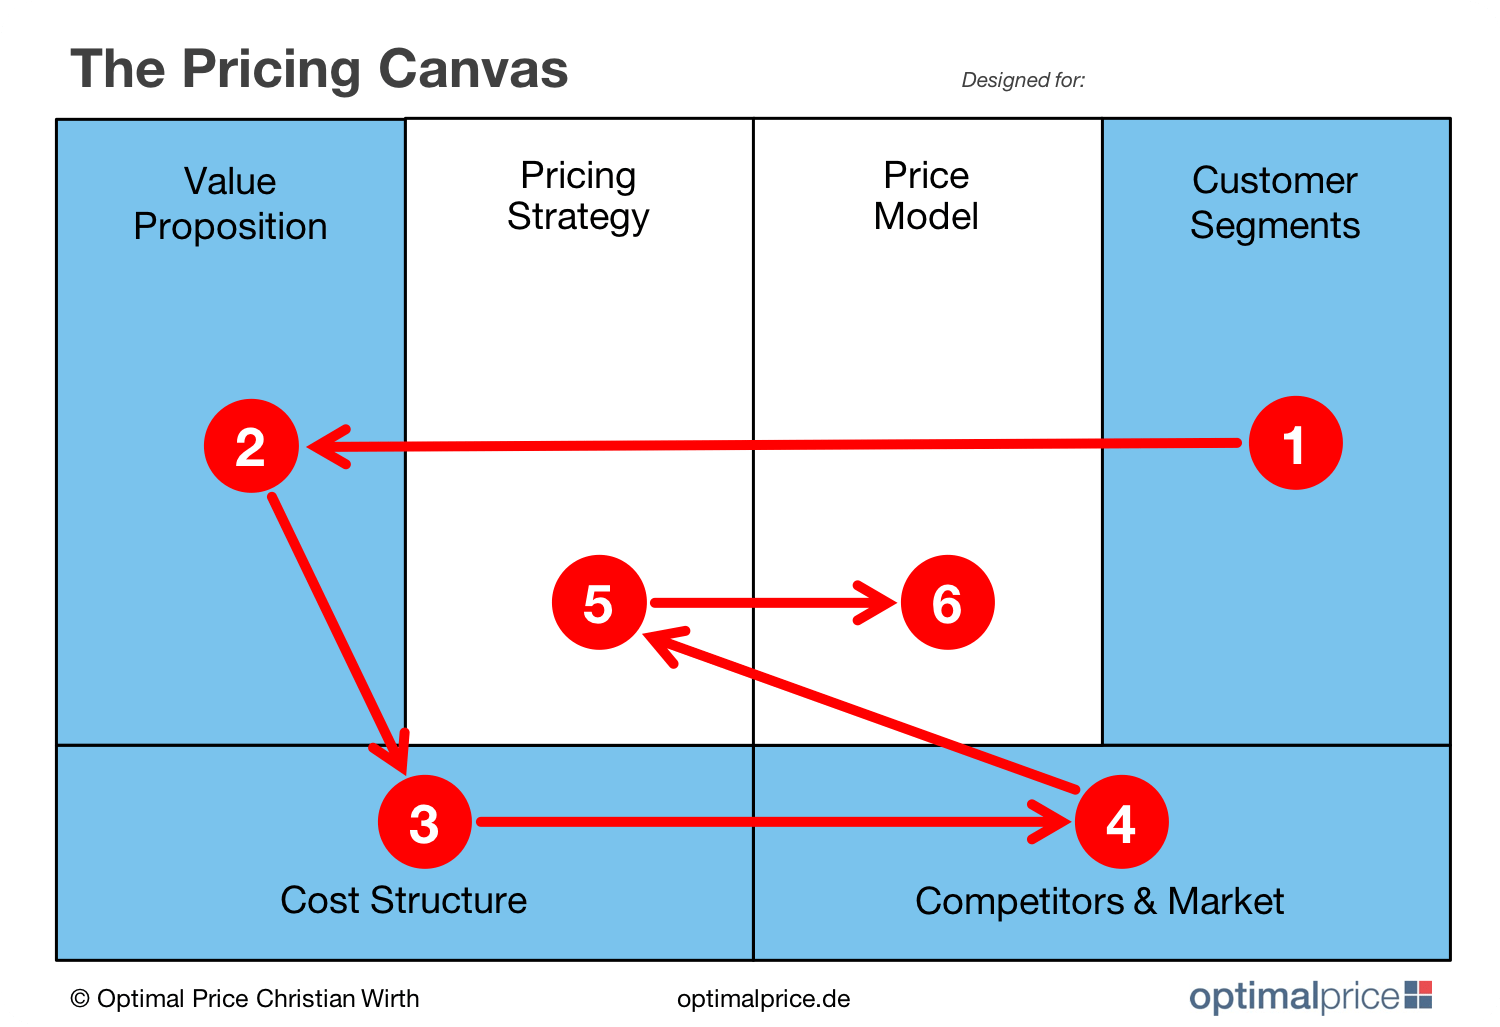 The Pricing Canvas
Designed for:
Value
Proposition
Pricing
Strategy
Price
Model
Customer
Segments
2
1
5
6
3
4
Cost Structure
Competitors & Market
© Optimal Price Christian Wirth
optimalprice.de
optimalprice